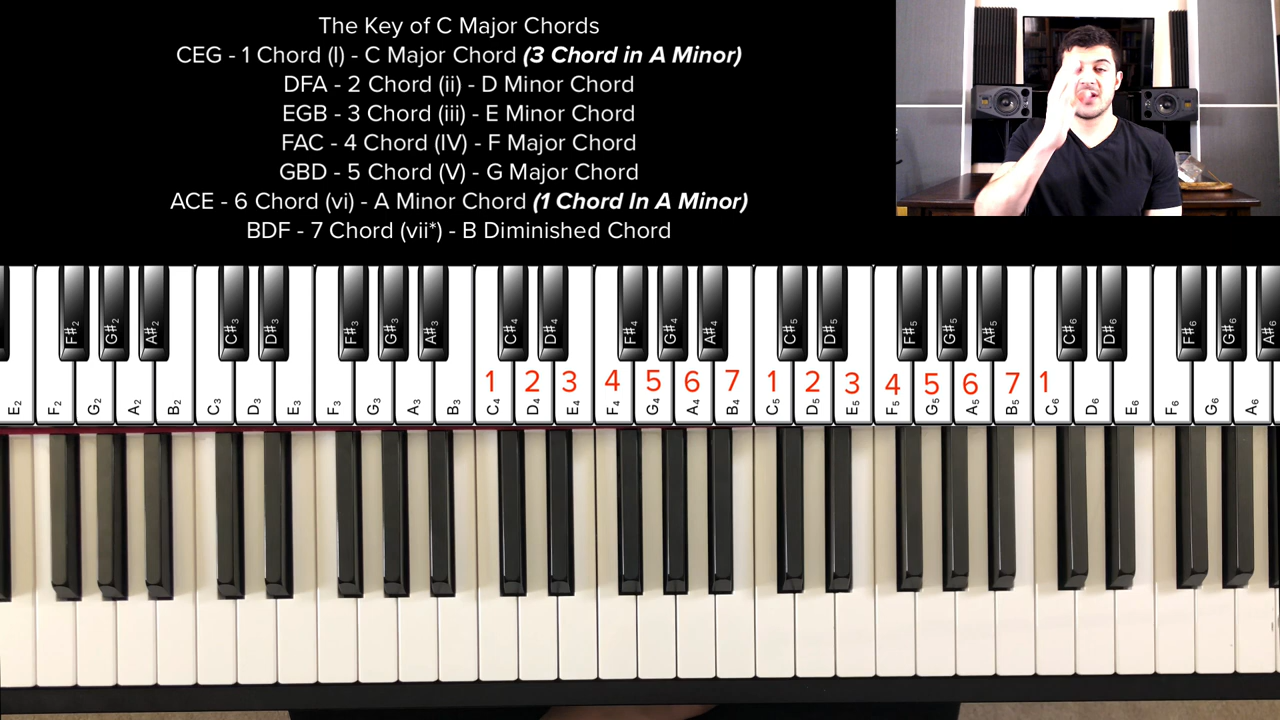 The Key of C Major Chords
CEG - 1 Chord (I) - C Major Chord (3 Chord in A Minor)
DFA - 2 Chord (ii) - D Minor Chord
EGB - 3 Chord (iii) - E Minor Chord
FAC - 4 Chord (IV) - F Major Chord
GBD - 5 Chord (V) - G Major Chord
ACE - 6 Chord (vi) - A Minor Chord (1 Chord In A Minor)
BDF - 7 Chord (vii*) - B Diminished Chord
F#2 G#2 A#2 C#3 D#3 F#3 G#3 A#3 C#4 D#4 F#4 G#4 A#4 C#5 D#5 F#5 G#5 A#5 C#6 D#6 F#6 G#6 A#6
1 2 3 4 5 6 7 1 2 3 4 5 6 7 1
E2 F2 G2 A2 B2 C3 D3 E3 F3 G3 A3 B3 C4 D4 E4 F4 G4 A4 B4 C5 D5 E5 F5 G5 A5 B5 C6 D6 E6 F6 G6 A6